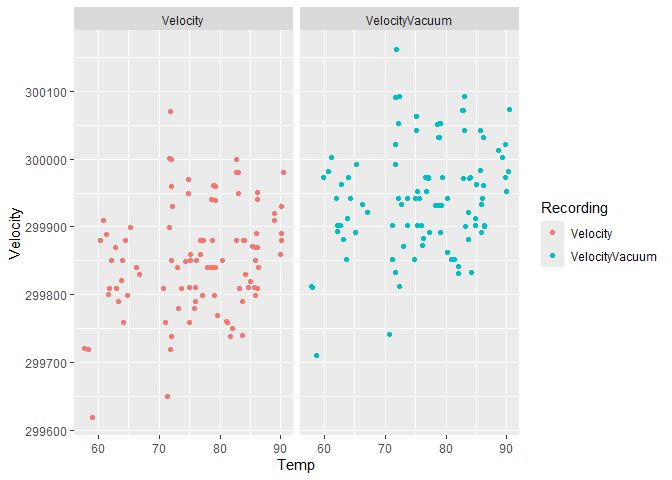 Velocity VelocityVacuum
300100
300000
299900
299800
299700
299600
Velocity
60 70 80 90 60 70 80 90
Temp
Recording
Velocity
VelocityVacuum